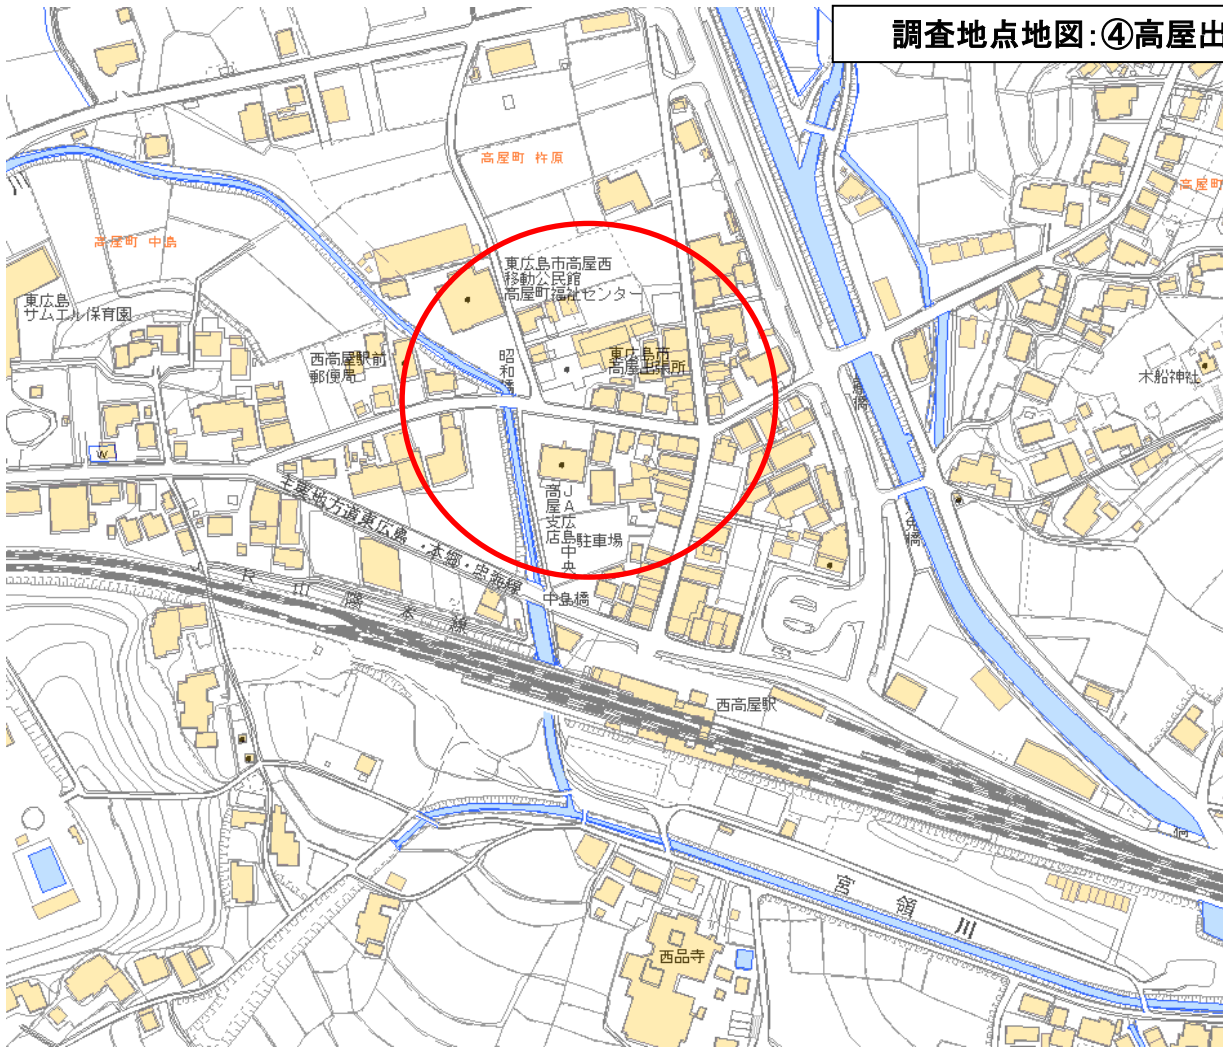 調査地点地図:④高屋出
高屋町 杵原
高屋町
高屋町 中島
東広島市高屋西
移動公民館
高屋町福祉センター
東広島
サムエル保育園
西高屋駅前
郵便局
昭和橋
東広島市
高屋出張所
木船神社
W
主要地方道東広島・本郷・忠海線
JA広島中央
高屋支店
駐車場
中島橋
JR山陽本線
西高屋駅
宮領川
西品寺